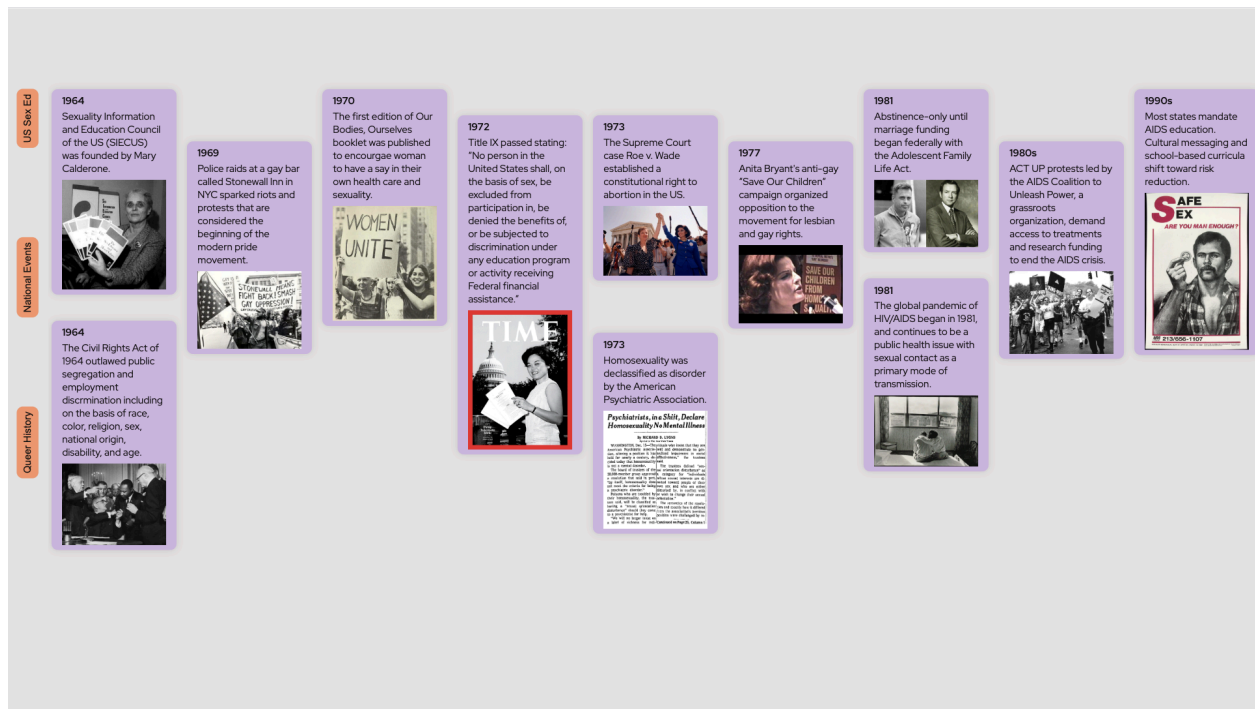 US Sex Ed
National Events
Queer History
1964
Sexuality Information
and Education Council
of the US (SIECUS)
was founded by Mary
Calderone.
1964
The Civil Rights Act of
1964 outlawed public
segregation and
employment
discrmination including
on the basis of race,
color, religion, sex,
national origin,
disability, and age.
1969
Police raids at a gay bar
called Stonewall Inn in
NYC sparked riots and
protests that are
considered the
beginning of the
modern pride
movement.
STONEWALL MEANS
FIGHT BACK! SMASH
GAY OPPRESSION!
1970
The first edition of Our
Bodies, Ourselves
booklet was published
to encourgae woman
to have a say in their
own health care and
sexuality.
WOMEN
UNITE
1972
Title IX passed stating:
“No person in the
United States shall, on
the basis of sex, be
excluded from
participation in, be
denied the benefits of,
or be subjected to
discrimination under
any education program
or activity receiving
Federal financial
assistance.”
TIME
1973
The Supreme Court
case Roe v. Wade
established a
constitutional right to
abortion in the US.
1973
Homosexuality was
declassified as disorder
by the American
Psychiatric Association.
Psychiatrists, in a Shift, Declare
Homosexuality No Mental Illness
1977
Anita Bryant's anti-gay
“Save Our Children”
campaign organized
opposition to the
movement for lesbian
and gay rights.
SAVE OUR
CHILDREN
FROM
1981
Abstinence-only until
marriage funding
began federally with
the Adolescent Family
Life Act.
1981
The global pandemic of
HIV/AIDS began in 1981,
and continues to be a
public health issue with
sexual contact as a
primary mode of
transmission.
1980s
ACT UP protests led by
the AIDS Coalition to
Unleash Power, a
grassroots
organization, demand
access to treatments
and research funding
to end the AIDS crisis.
1990s
Most states mandate
AIDS education.
Cultural messaging and
school-based curricula
shift toward risk
reduction.
SAFE
SEX
ARE YOU MAN ENOUGH?
213/656-1107